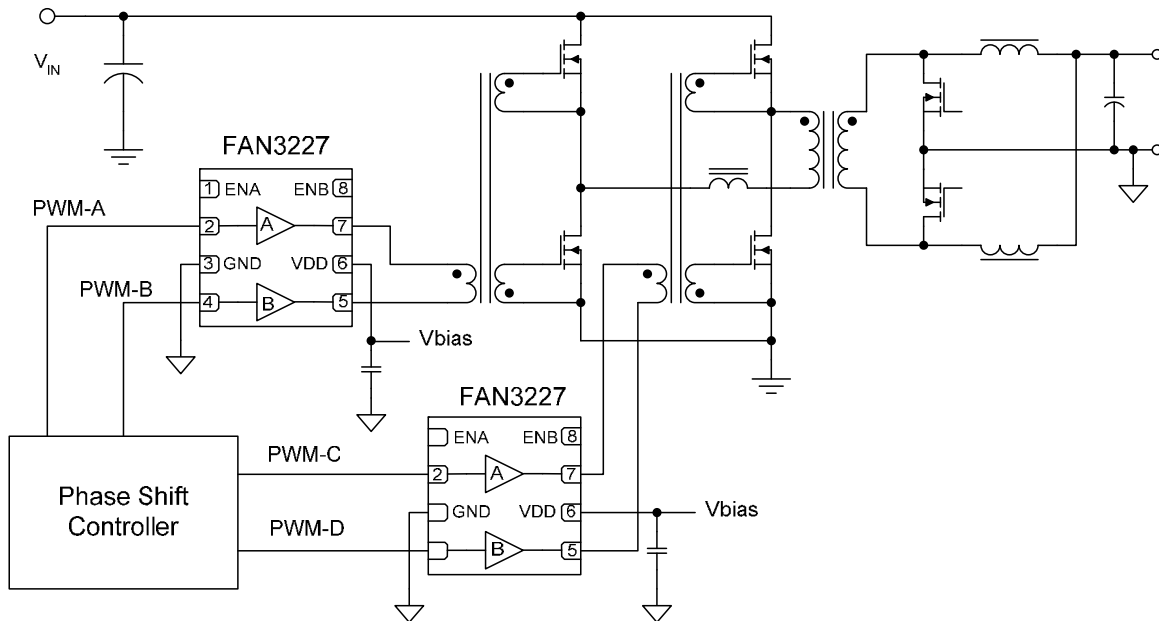 VIN
FAN3227
1 ENA ENB 8
PWM-A
2 A 7
3 GND VDD 6
PWM-B
4 B 5
Vbias
FAN3227
ENA ENB 8
PWM-C
2 A 7
GND VDD 6
Vbias
PWM-D
B 5
Phase Shift
Controller